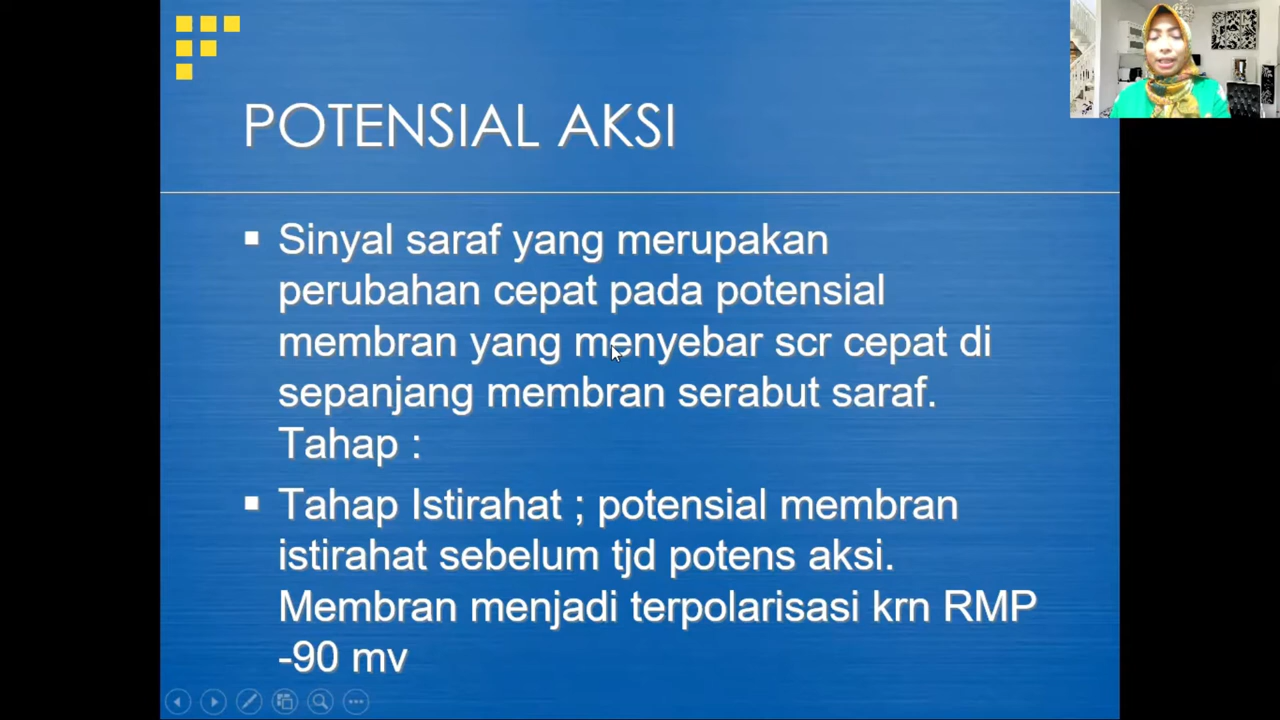 POTENSIAL AKSI
Sinyal saraf yang merupakan
perubahan cepat pada potensial
membran yang menyebar scr cepat di
sepanjang membran serabut saraf.
Tahap :
Tahap Istirahat ; potensial membran
istirahat sebelum tjd potens aksi.
Membran menjadi terpolarisasi krn RMP
-90 mv